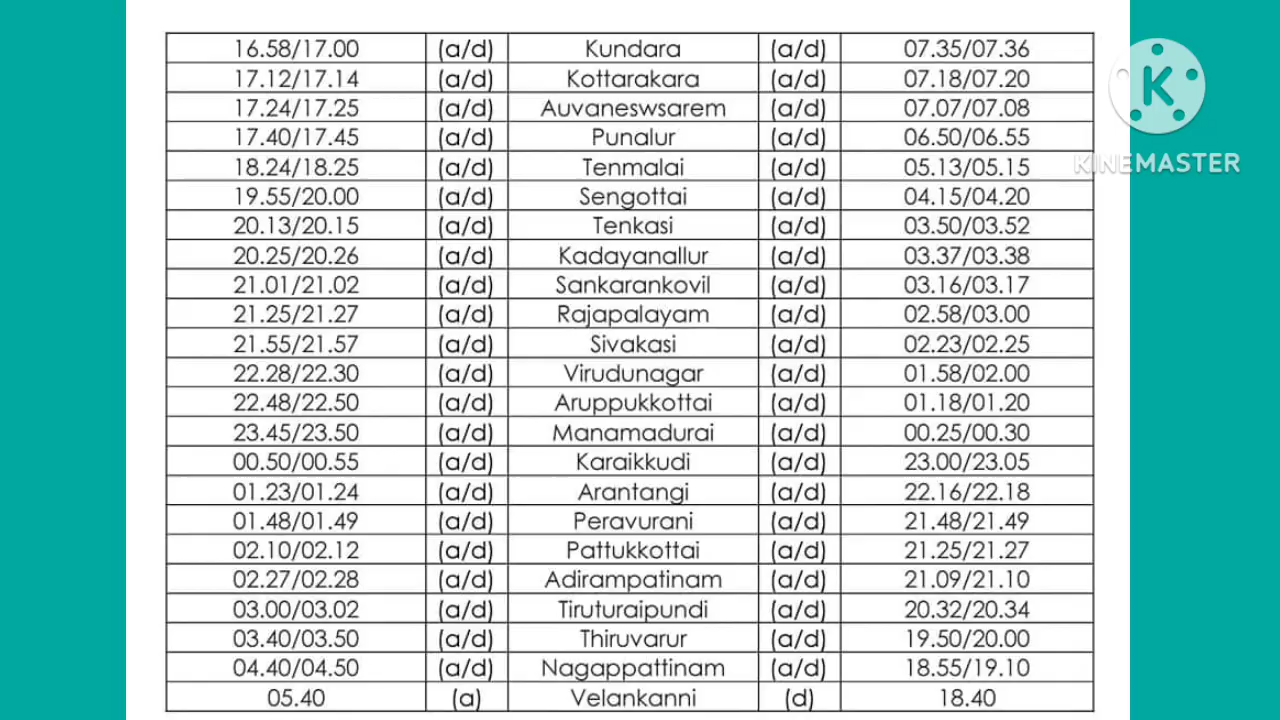 16.58/17.00 (a/d) Kundara (a/d) 07.35/07.36
17.12/17.14 (a/d) Kottarakara (a/d) 07.18/07.20
17.24/17.25 (a/d) Auvaneswsarem (a/d) 07.07/07.08
17.40/17.45 (a/d) Punalur (a/d) 06.50/06.55
18.24/18.25 (a/d) Tenmalai (a/d) 05.13/05.15
19.55/20.00 (a/d) Sengottai (a/d) 04.15/04.20
20.13/20.15 (a/d) Tenkasi (a/d) 03.50/03.52
20.25/20.26 (a/d) Kadayanallur (a/d) 03.37/03.38
21.01/21.02 (a/d) Sankarankovil (a/d) 03.16/03.17
21.25/21.27 (a/d) Rajapalayam (a/d) 02.58/03.00
21.55/21.57 (a/d) Sivakasi (a/d) 02.23/02.25
22.28/22.30 (a/d) Virudunagar (a/d) 01.58/02.00
22.48/22.50 (a/d) Aruppukkottai (a/d) 01.18/01.20
23.45/23.50 (a/d) Manamadurai (a/d) 00.25/00.30
00.50/00.55 (a/d) Karaikkudi (a/d) 23.00/23.05
01.23/01.24 (a/d) Arantangi (a/d) 22.16/22.18
01.48/01.49 (a/d) Peravurani (a/d) 21.48/21.49
02.10/02.12 (a/d) Pattukkottai (a/d) 21.25/21.27
02.27/02.28 (a/d) Adirampatinam (a/d) 21.09/21.10
03.00/03.02 (a/d) Tiruturaipundi (a/d) 20.32/20.34
03.40/03.50 (a/d) Thiruvarur (a/d) 19.50/20.00
04.40/04.50 (a/d) Nagappattinam (a/d) 18.55/19.10
05.40 (a) Velankanni (d) 18.40
K
KINEMASTER